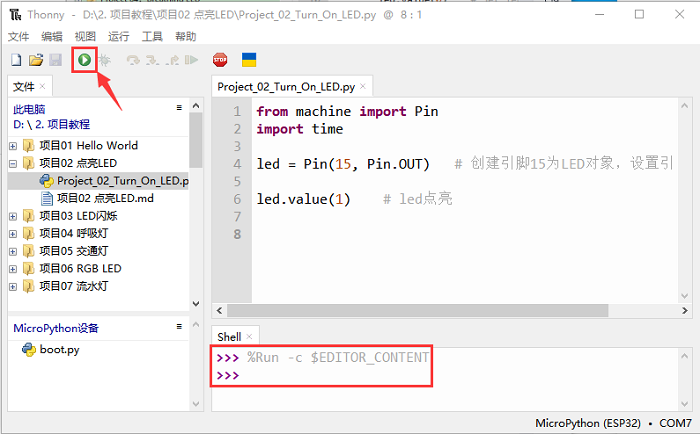 Thonny - D:\2. 项目教程\项目02 点亮LED\Project_02_Turn_On_LED.py @ 8 : 1
文件 编辑 视图 运行 工具 帮助
STOP
文件
此电脑
D: \ 2. 项目教程
项目01 Hello World
项目02 点亮LED
Project_02_Turn_On_LED.p
项目02 点亮LED.md
项目03 LED闪烁
项目04 呼吸灯
项目05 交通灯
项目06 RGB LED
项目07 流水灯
MicroPython设备
boot.py
Project_02_Turn_On_LED.py
1 from machine import Pin
2 import time
3
4 led = Pin(15, Pin.OUT) # 创建引脚15为LED对象，设置引
5
6 led.value(1) # led点亮
7
8
Shell
>>> %Run -c $EDITOR_CONTENT
>>>
MicroPython (ESP32) • COM7